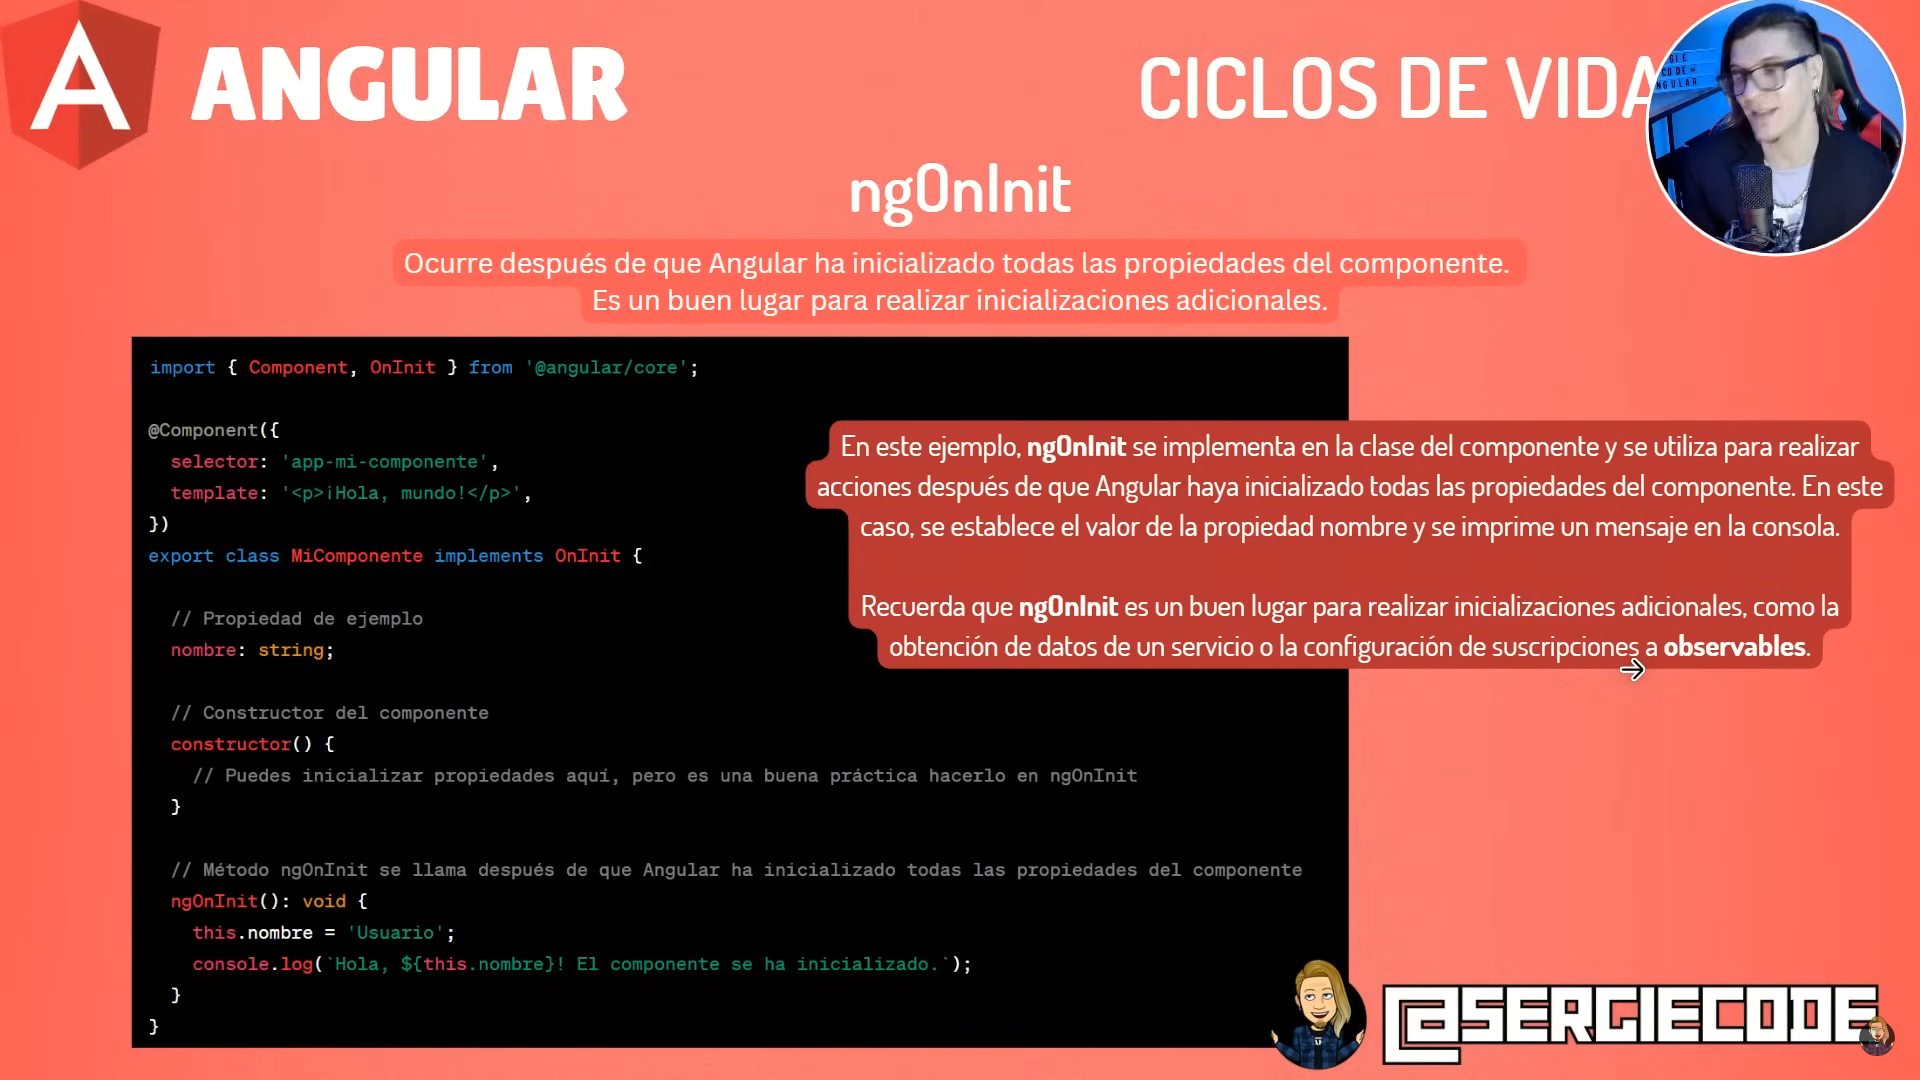 ANGULAR
CICLOS DE VIDA
ngOnInit
Ocurre después de que Angular ha inicializado todas las propiedades del componente.
Es un buen lugar para realizar inicializaciones adicionales.
import { Component, OnInit } from '@angular/core';
@Component({
selector: 'app-mi-componente',
template: '<p>¡Hola, mundo!</p>',
})
export class MiComponente implements OnInit {
// Propiedad de ejemplo
nombre: string;
// Constructor del componente
constructor() {
// Puedes inicializar propiedades aquí, pero es una buena práctica hacerlo en ngOnInit
}
// Método ngOnInit se llama después de que Angular ha inicializado todas las propiedades del componente
ngOnInit(): void {
this.nombre = 'Usuario';
console.log(`Hola, ${this.nombre}! El componente se ha inicializado.`);
}
}
En este ejemplo, ngOnInit se implementa en la clase del componente y se utiliza para realizar
acciones después de que Angular haya inicializado todas las propiedades del componente. En este
caso, se establece el valor de la propiedad nombre y se imprime un mensaje en la consola.
Recuerda que ngOnInit es un buen lugar para realizar inicializaciones adicionales, como la
obtención de datos de un servicio o la configuración de suscripciones a observables.
@SERGIECODE